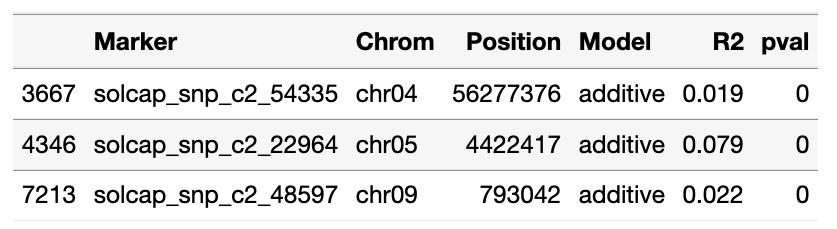 Marker Chrom Position Model R2 pval
3667 solcap_snp_c2_54335 chr04 56277376 additive 0.019 0
4346 solcap_snp_c2_22964 chr05 4422417 additive 0.079 0
7213 solcap_snp_c2_48597 chr09 793042 additive 0.022 0